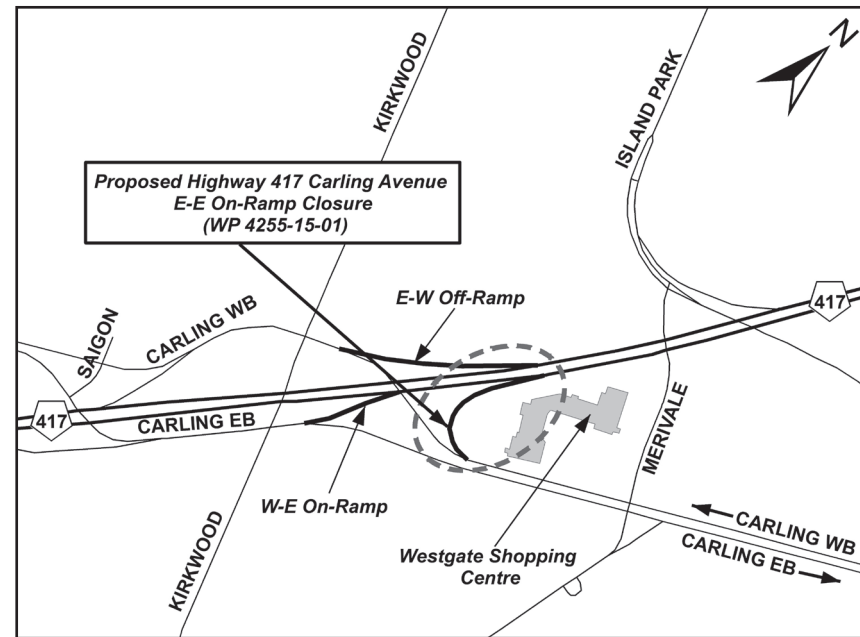 KIRKWOOD
ISLAND PARK
N
Proposed Highway 417 Carling Avenue
E-E On-Ramp Closure
(WP 4255-15-01)
E-W Off-Ramp
417
SAIGON
CARLING WB
417
CARLING EB
MERIVALE
W-E On-Ramp
Westgate Shopping
Centre
CARLING WB
CARLING EB
KIRKWOOD